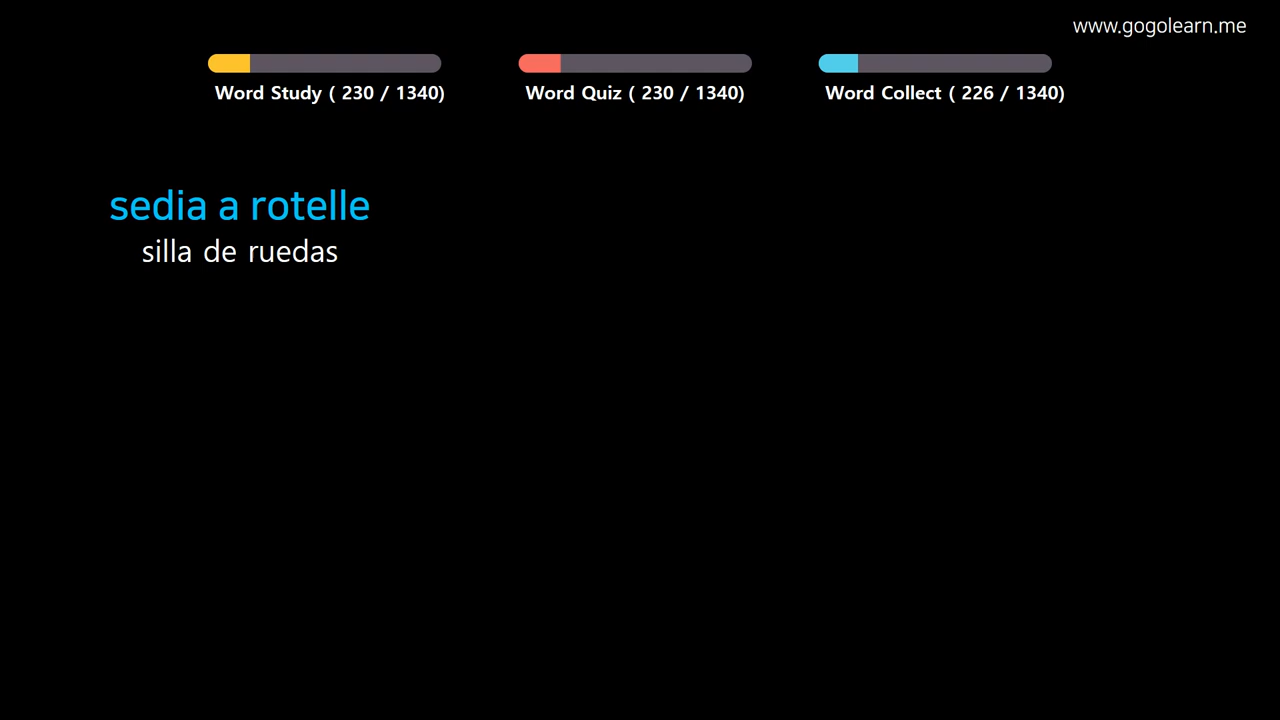 www.gogolearn.me
Word Study ( 230 / 1340)
Word Quiz ( 230 / 1340)
Word Collect ( 226 / 1340)
sedia a rotelle
silla de ruedas